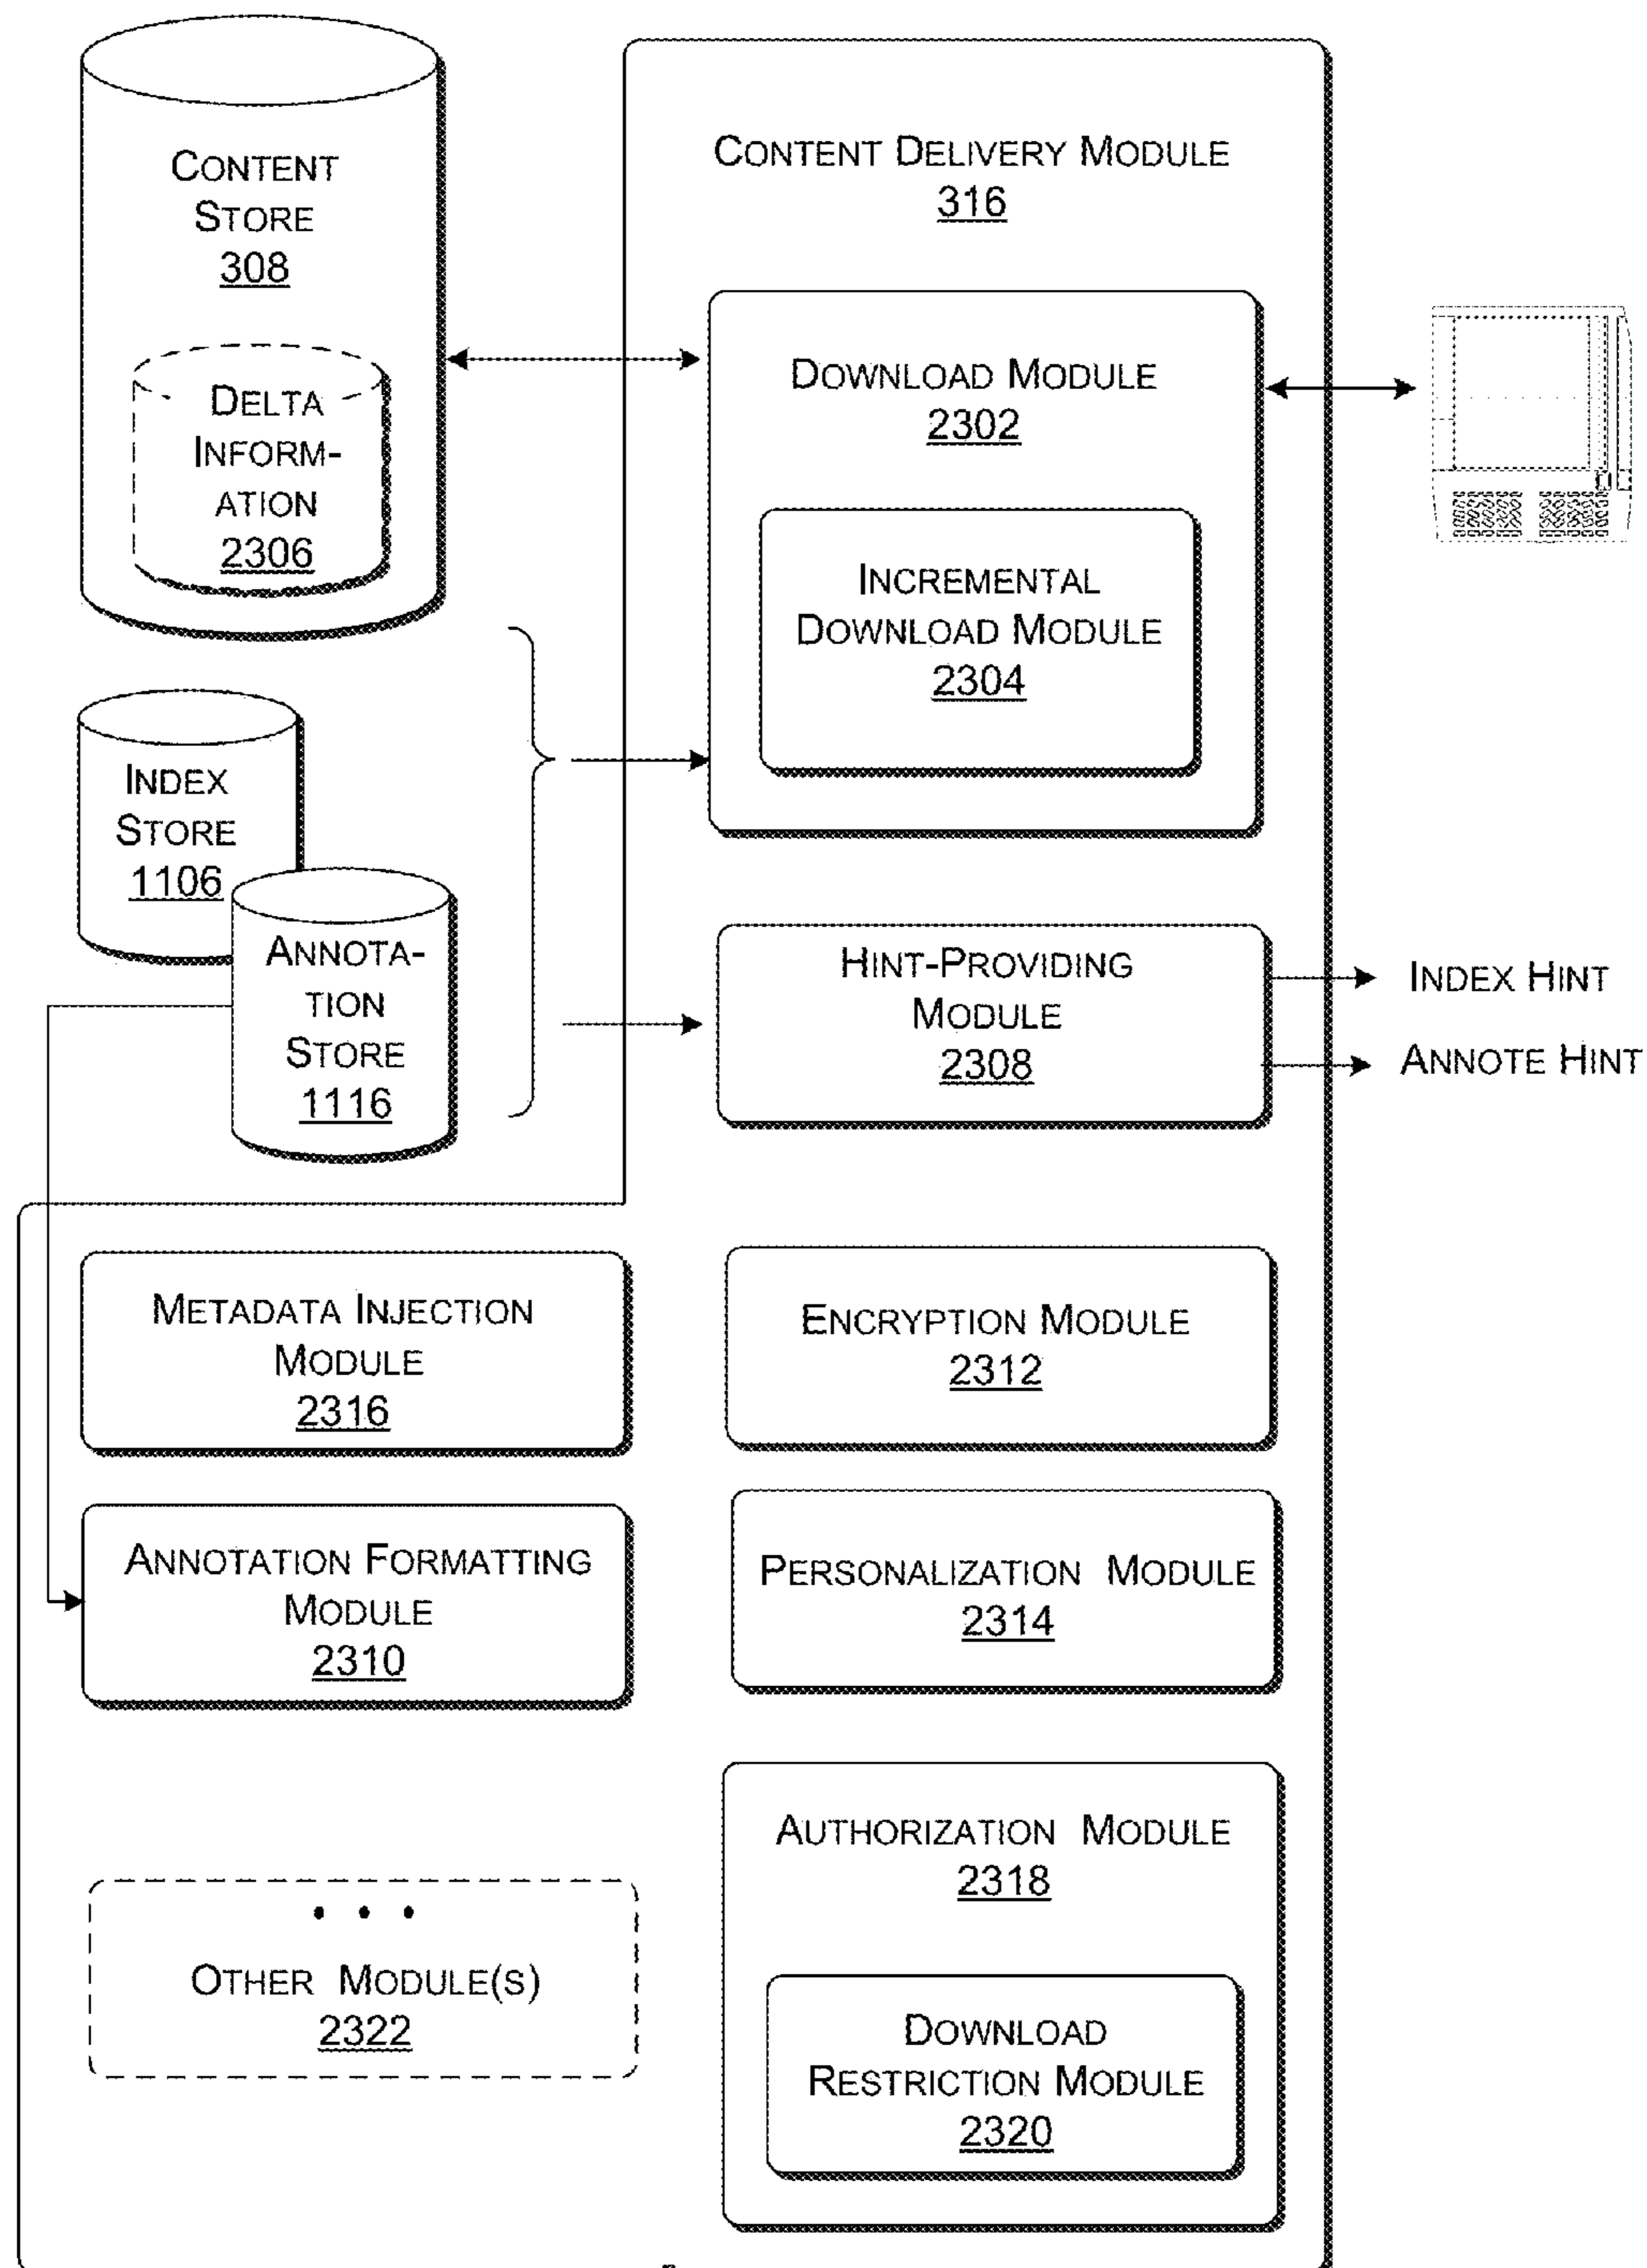 CONTENT
STORE
308
DELTA
INFORM-
ATION
2306
INDEX
STORE
1106
ANNOTA-
TION
STORE
1116
CONTENT DELIVERY MODULE
316
DOWNLOAD MODULE
2302
INCREMENTAL
DOWNLOAD MODULE
2304
HINT-PROVIDING
MODULE
2308
INDEX HINT
ANNOTE HINT
METADATA INJECTION
MODULE
2316
ENCRYPTION MODULE
2312
ANNOTATION FORMATTING
MODULE
2310
PERSONALIZATION MODULE
2314
• • •
OTHER MODULE(S)
2322
AUTHORIZATION MODULE
2318
DOWNLOAD
RESTRICTION MODULE
2320